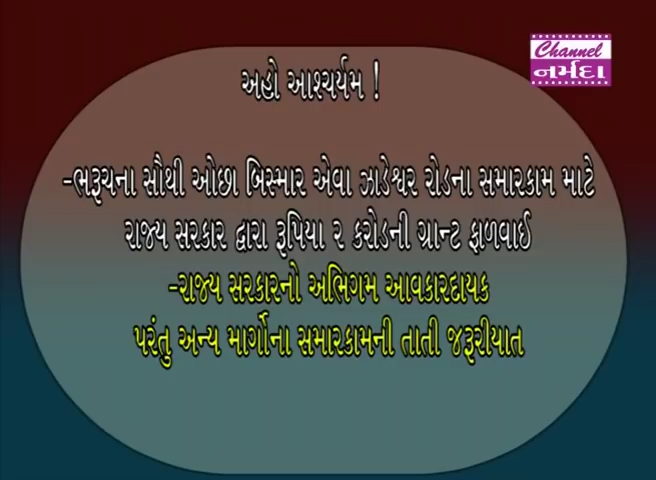 Channel
નર્મદા
અહો આશ્ચર્યમ !
-ભરૂચના સૌથી ઓછા બિસ્માર એવા ઝાડેશ્વર રોડના સમારકામ માટે
રાજ્ય સરકાર દ્વારા રૂપિયા ૨ કરોડની ગ્રાન્ટ ફાળવાઈ
-રાજ્ય સરકારનો અભિગમ આવકારદાયક
પરંતુ અન્ય માર્ગોના સમારકામની તાતી જરૂરીયાત